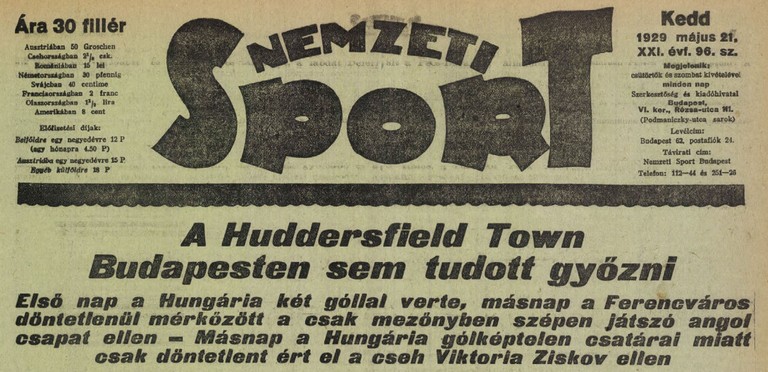 Ára 30 fillér
Ausztriában 50 Groschen
Csehországban 2½ csk.
Romániában 15 lei
Németországban 30 pfennig
Svájcban 40 centime
Franciaországban 2 franc
Olaszországban 1½ lira
Amerikában 8 cent
Előfizetési díjak:
Belföldre egy negyedévre 12 P
(egy hónapra 4.50 P)
Ausztriába egy negyedévre 15 P
Egyéb külföldre 18 P
NEMZETI
SPORT
Kedd
1929 május 21.
XXI. évf. 96. sz.
Megjelenik:
csütörtök és szombat kivételével
minden nap
Szerkesztőség és kiadóhivatal
Budapest,
VI. ker., Rózsa-utca 111.
(Podmaniczky-utca sarok)
Levélcím:
Budapest 62, postafiók 24.
Távirati cím:
Nemzeti Sport Budapest
Telefon: 112—44 és 251—26
A Huddersfield Town
Budapesten sem tudott győzni
Első nap a Hungária két góllal verte, másnap a Ferencváros
döntetlenül mérkőzött a csak mezőnyben szépen játszó angol
csapat ellen — Másnap a Hungária gólképtelen csatárai miatt
csak döntetlent ért el a cseh Viktoria Ziskov ellen